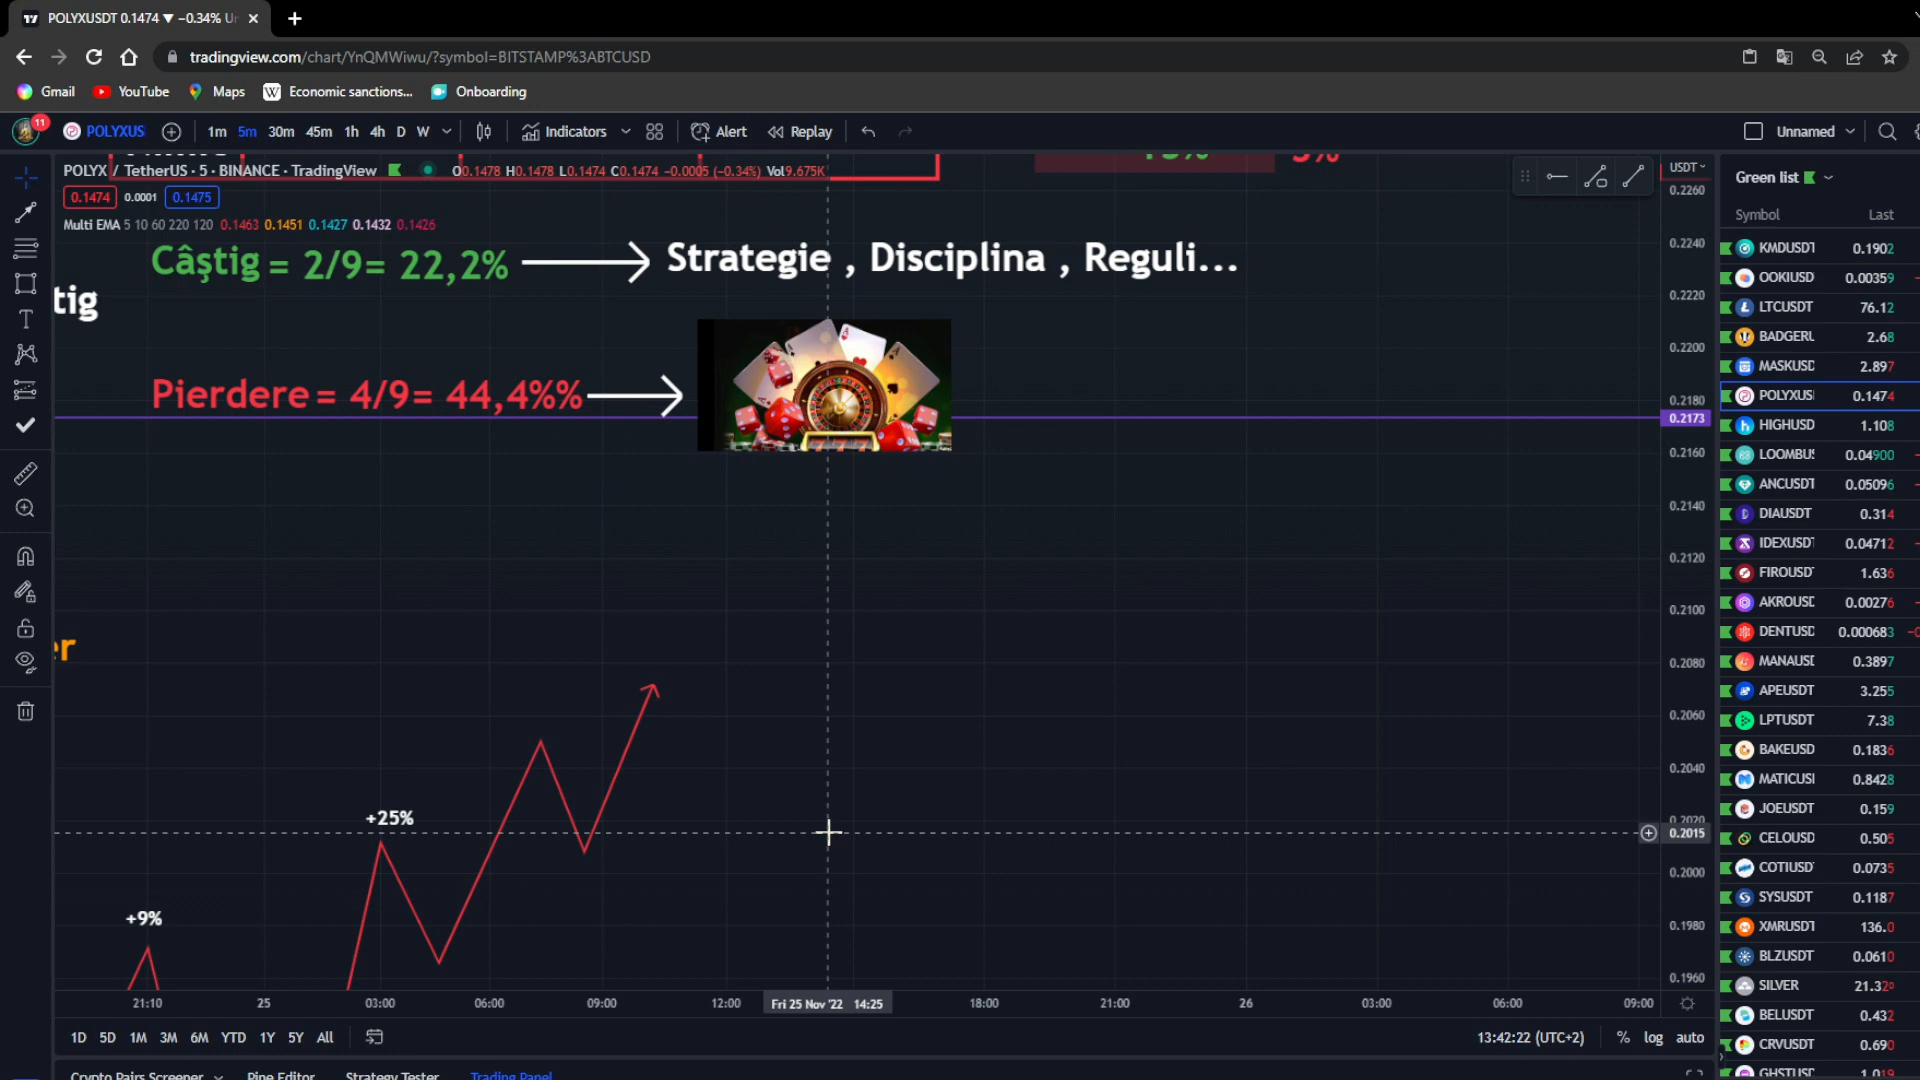 POLYXUSDT 0.1474 ▼ −0.34%
tradingview.com/chart/YnQMWiwu/?symbol=BITSTAMP%3ABTCUSD
Gmail YouTube Maps Economic sanctions... Onboarding
11 POLYXUS 1m 5m 30m 45m 1h 4h D W Indicators Alert Replay Unnamed
POLYX / TetherUS · 5 · BINANCE · TradingView O0.1478 H0.1478 L0.1474 C0.1474 −0.0005 (−0.34%) Vol9.675K
0.1474 0.0001 0.1475
Multi EMA 5 10 60 220 120 0.1463 0.1451 0.1427 0.1432 0.1426
Câştig = 2/9= 22,2% Strategie , Disciplina , Reguli...
tig
Pierdere = 4/9= 44,4%%
er
+25%
+9%
USDT
0.2260
0.2240
0.2220
0.2200
0.2180
0.2173
0.2160
0.2140
0.2120
0.2100
0.2080
0.2060
0.2040
0.2020
0.2015
0.2000
0.1980
0.1960
21:10 25 03:00 06:00 09:00 12:00 Fri 25 Nov '22 14:25 18:00 21:00 26 03:00 06:00 09:00
1D 5D 1M 3M 6M YTD 1Y 5Y All 13:42:22 (UTC+2) % log auto
Crypto Pairs Screener Pine Editor Strategy Tester Trading Panel
Green list
Symbol Last
KMDUSDT 0.1902
OOKIUSD 0.00359
LTCUSDT 76.12
BADGERU 2.68
MASKUSD 2.897
POLYXUS 0.1474
HIGHUSD 1.108
LOOMBUS 0.04900
ANCUSDT 0.05096
DIAUSDT 0.314
IDEXUSDT 0.04712
FIROUSDT 1.636
AKROUSD 0.00276
DENTUSD 0.000683
MANAUSD 0.3897
APEUSDT 3.255
LPTUSDT 7.38
BAKEUSD 0.1836
MATICUSD 0.8428
JOEUSDT 0.159
CELOUSD 0.505
COTIUSD 0.0735
SYSUSDT 0.1187
XMRUSDT 136.0
BLZUSDT 0.0610
SILVER 21.320
BELUSDT 0.432
CRVUSDT 0.690
GHSTUSD 1.019